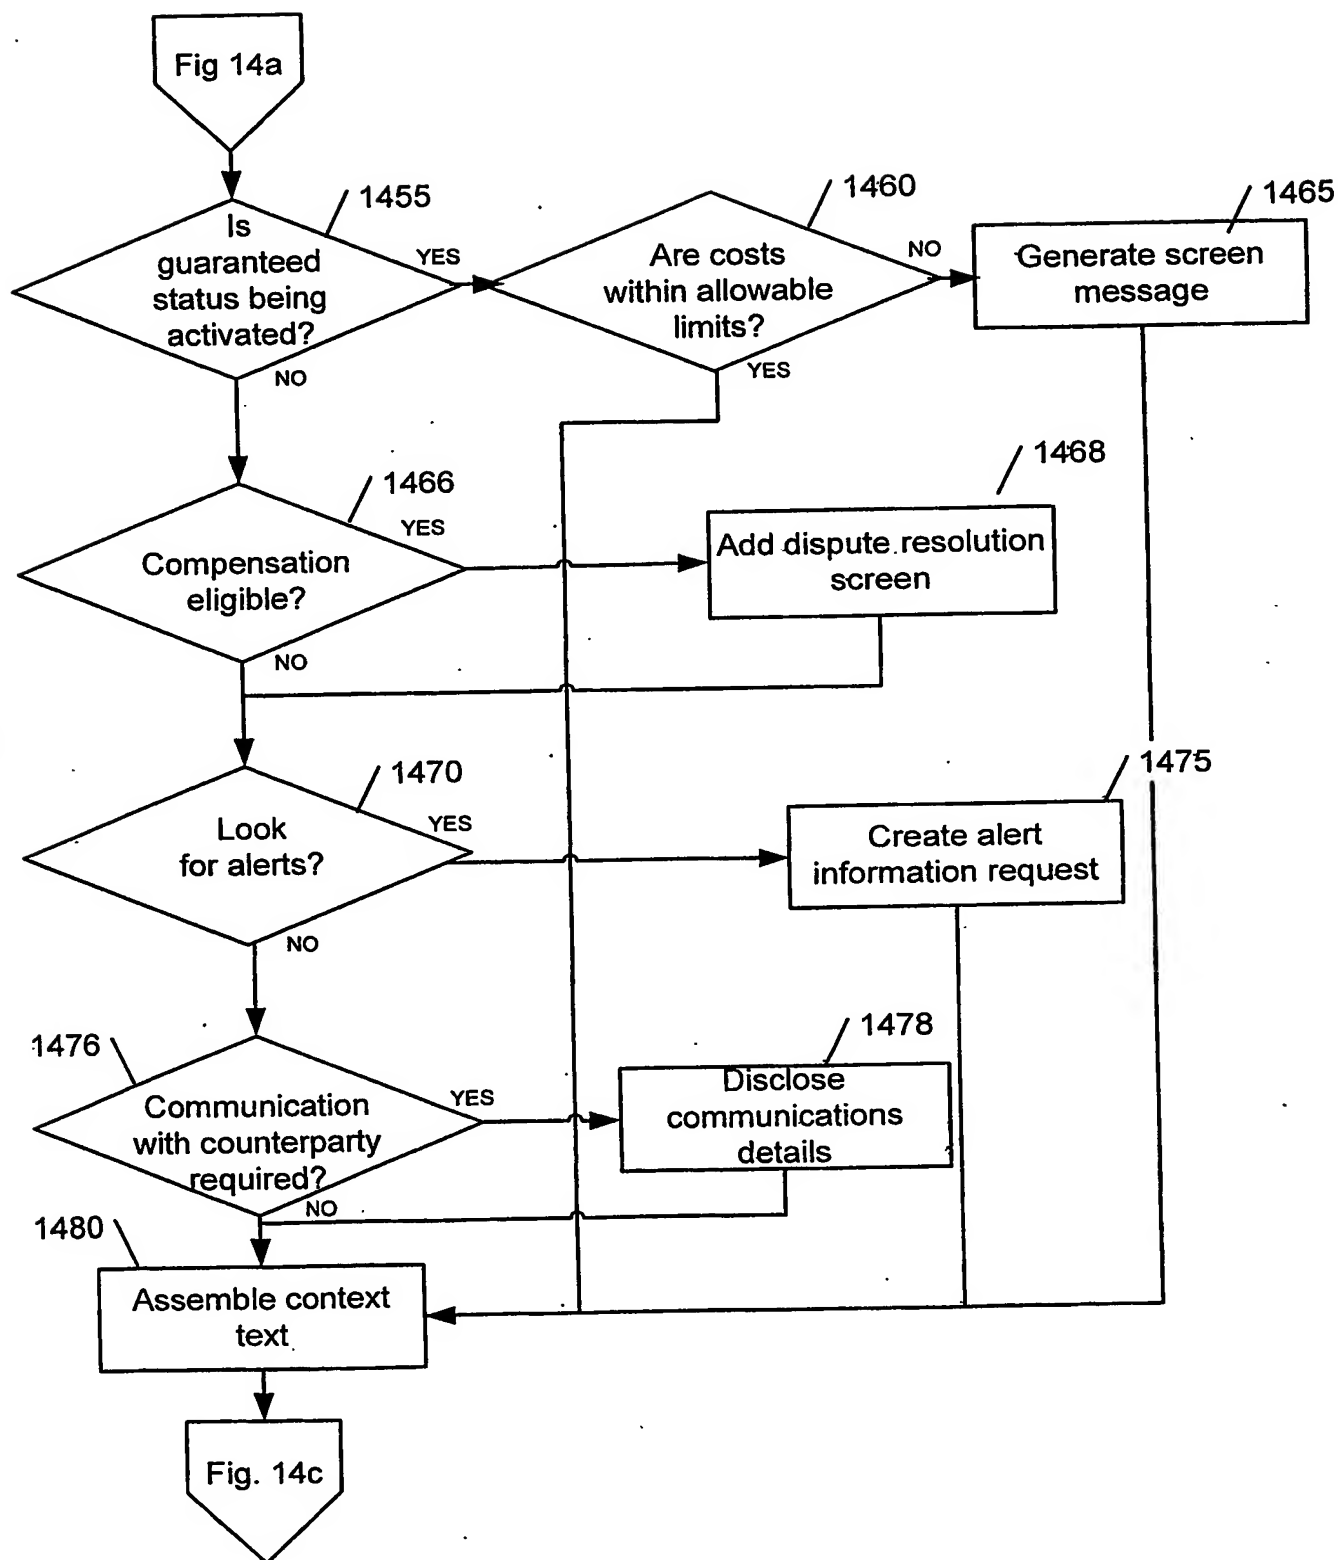 Fig 14a
1455
Is
guaranteed
status being
activated?
YES
NO
1460
Are costs
within allowable
limits?
NO
YES
1465
Generate screen
message
1466
Compensation
eligible?
YES
NO
1468
Add dispute resolution
screen
1470
Look
for alerts?
YES
NO
1475
Create alert
information request
1476
Communication
with counterparty
required?
YES
NO
1478
Disclose
communications
details
1480
Assemble context
text
Fig. 14c